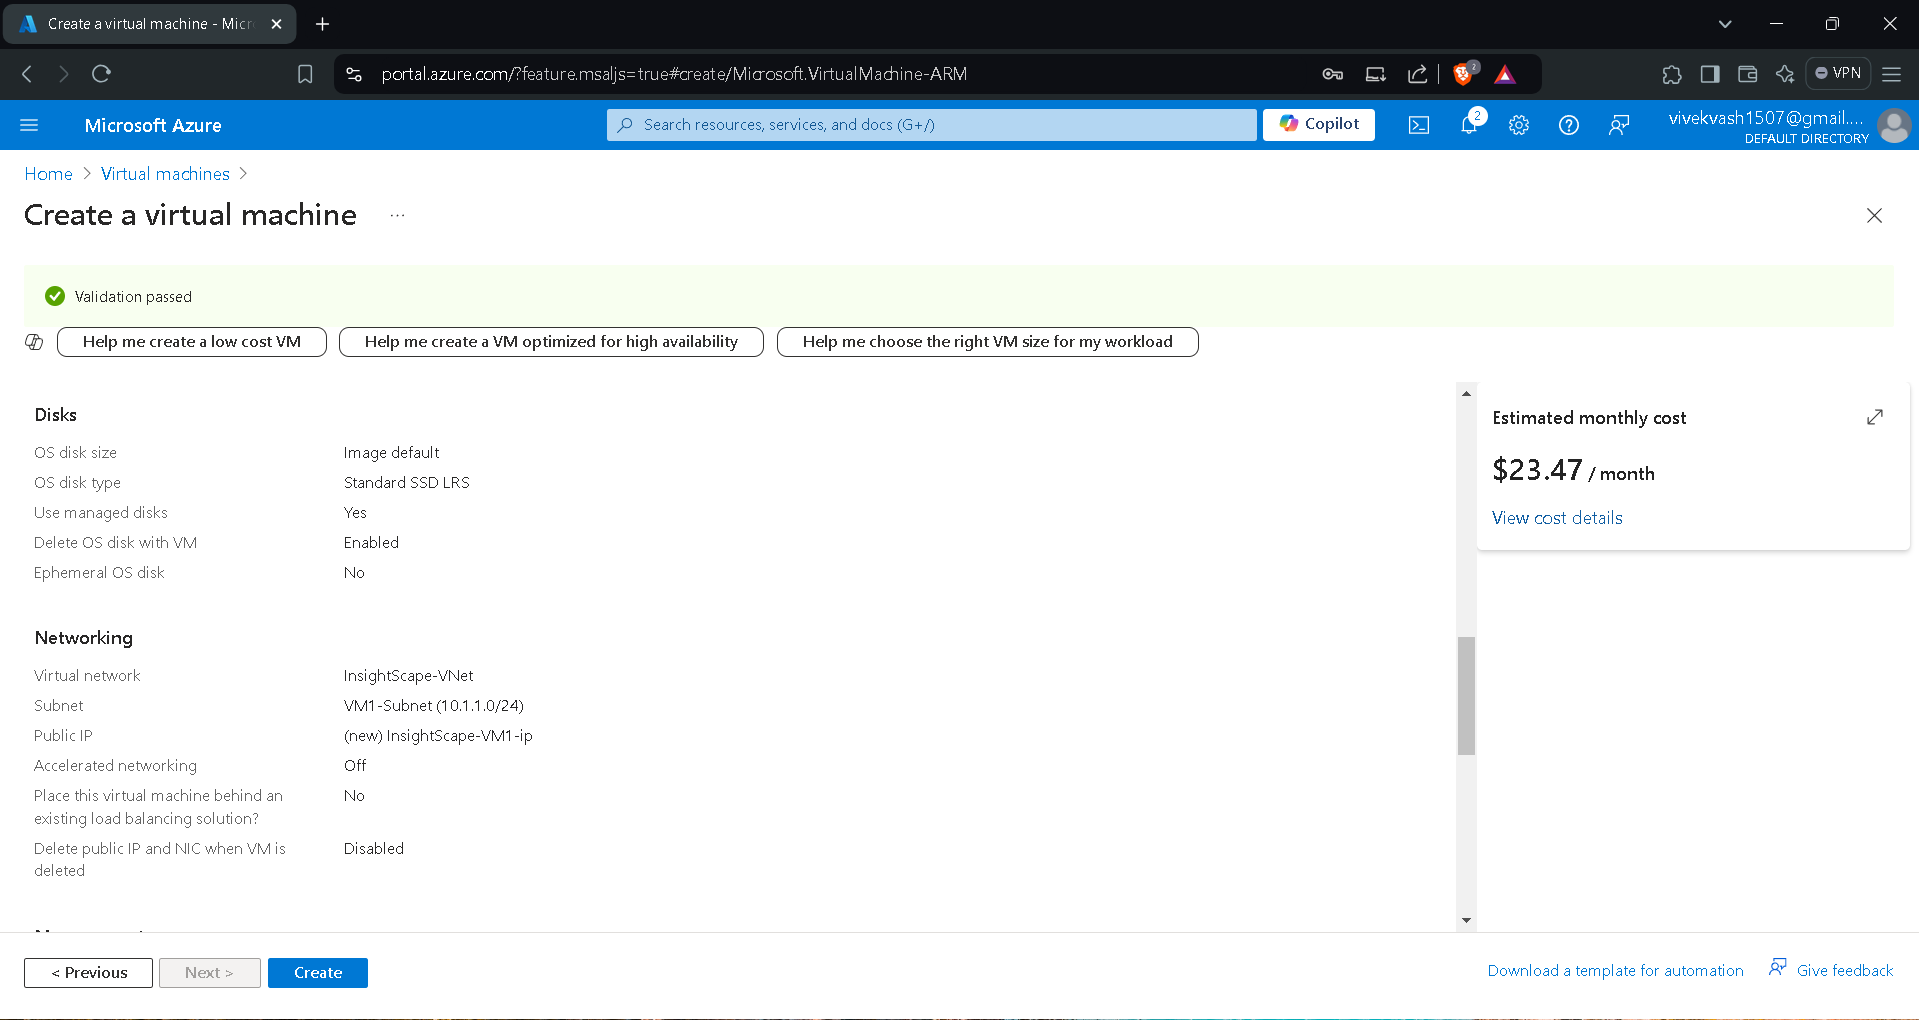 Create a virtual machine - Micr
portal.azure.com/?feature.msaljs=true#create/Microsoft.VirtualMachine-ARM
2
VPN
Microsoft Azure
Search resources, services, and docs (G+/)
Copilot
2
vivekvash1507@gmail....
DEFAULT DIRECTORY
Home > Virtual machines >
Create a virtual machine ...
Validation passed
Help me create a low cost VM
Help me create a VM optimized for high availability
Help me choose the right VM size for my workload
Disks
OS disk size Image default
OS disk type Standard SSD LRS
Use managed disks Yes
Delete OS disk with VM Enabled
Ephemeral OS disk No
Networking
Virtual network InsightScape-VNet
Subnet VM1-Subnet (10.1.1.0/24)
Public IP (new) InsightScape-VM1-ip
Accelerated networking Off
Place this virtual machine behind an No
existing load balancing solution?
Delete public IP and NIC when VM is Disabled
deleted
Estimated monthly cost
$23.47 / month
View cost details
< Previous
Next >
Create
Download a template for automation
Give feedback